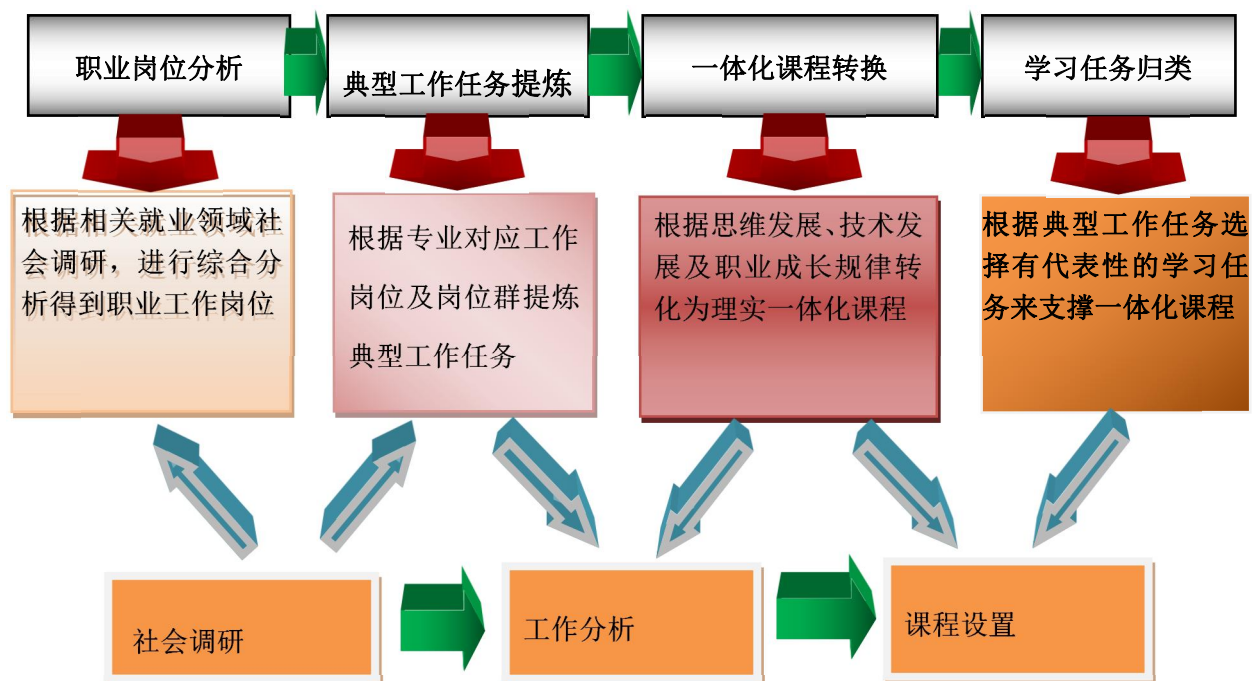 职业岗位分析
典型工作任务提炼
一体化课程转换
学习任务归类
根据相关就业领域社
会调研，进行综合分
析得到职业工作岗位
根据专业对应工作
岗位及岗位群提炼
典型工作任务
根据思维发展、技术发
展及职业成长规律转
化为理实一体化课程
根据典型工作任务选
择有代表性的学习任
务来支撑一体化课程
社会调研
工作分析
课程设置